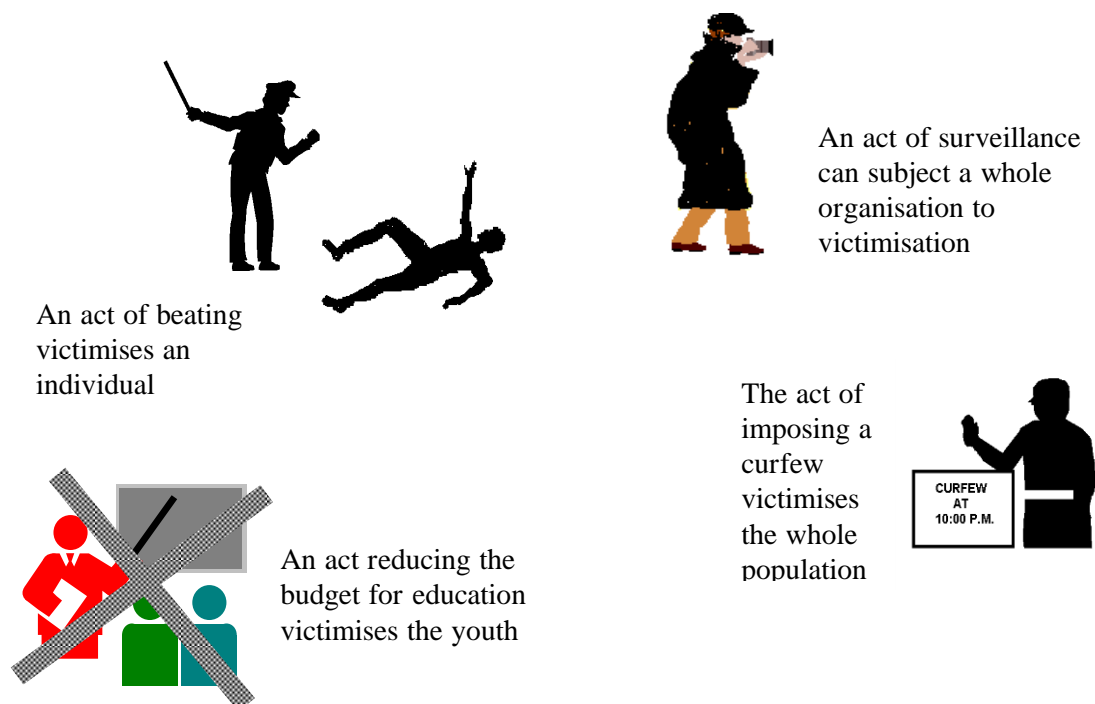 An act of surveillance
can subject a whole
organisation to
victimisation
An act of beating
victimises an
individual
The act of
imposing a
curfew
victimises
the whole
population
CURFEW
AT
10:00 P.M.
An act reducing the
budget for education
victimises the youth